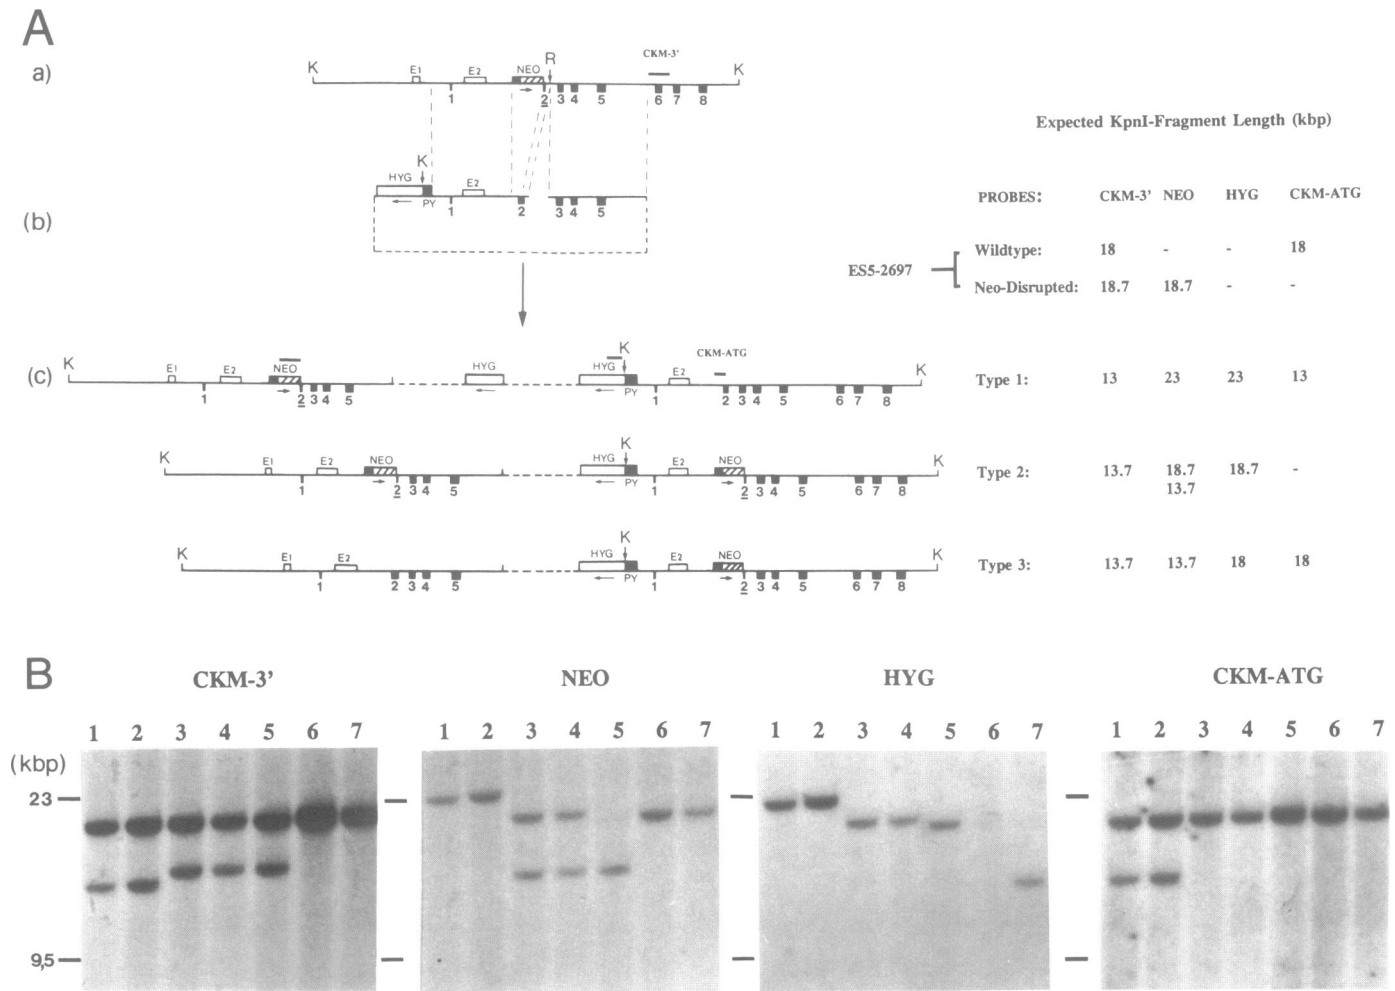 A
a)
K E1 E2 NEO R CKM-3' K
1 2 3 4 5 6 7 8
K
HYG E2
(b)
PY 1 2 3 4 5
Expected KpnI-Fragment Length (kbp)
PROBES: CKM-3' NEO HYG CKM-ATG
Wildtype: 18 - - 18
ES5-2697
Neo-Disrupted: 18.7 18.7 - -
(c)
K E1 E2 NEO HYG HYG K E2 CKM-ATG K
1 2 3 4 5 PY 1 2 3 4 5 6 7 8
Type 1: 13 23 23 13
K E1 E2 NEO HYG K E2 NEO K
1 2 3 4 5 PY 1 2 3 4 5 6 7 8
Type 2: 13.7 18.7 18.7 -
13.7
K E1 E2 HYG K E2 NEO K
1 2 3 4 5 PY 1 2 3 4 5 6 7 8
Type 3: 13.7 13.7 18 18
B
CKM-3' NEO HYG CKM-ATG
1 2 3 4 5 6 7 1 2 3 4 5 6 7 1 2 3 4 5 6 7 1 2 3 4 5 6 7
(kbp)
23
9,5